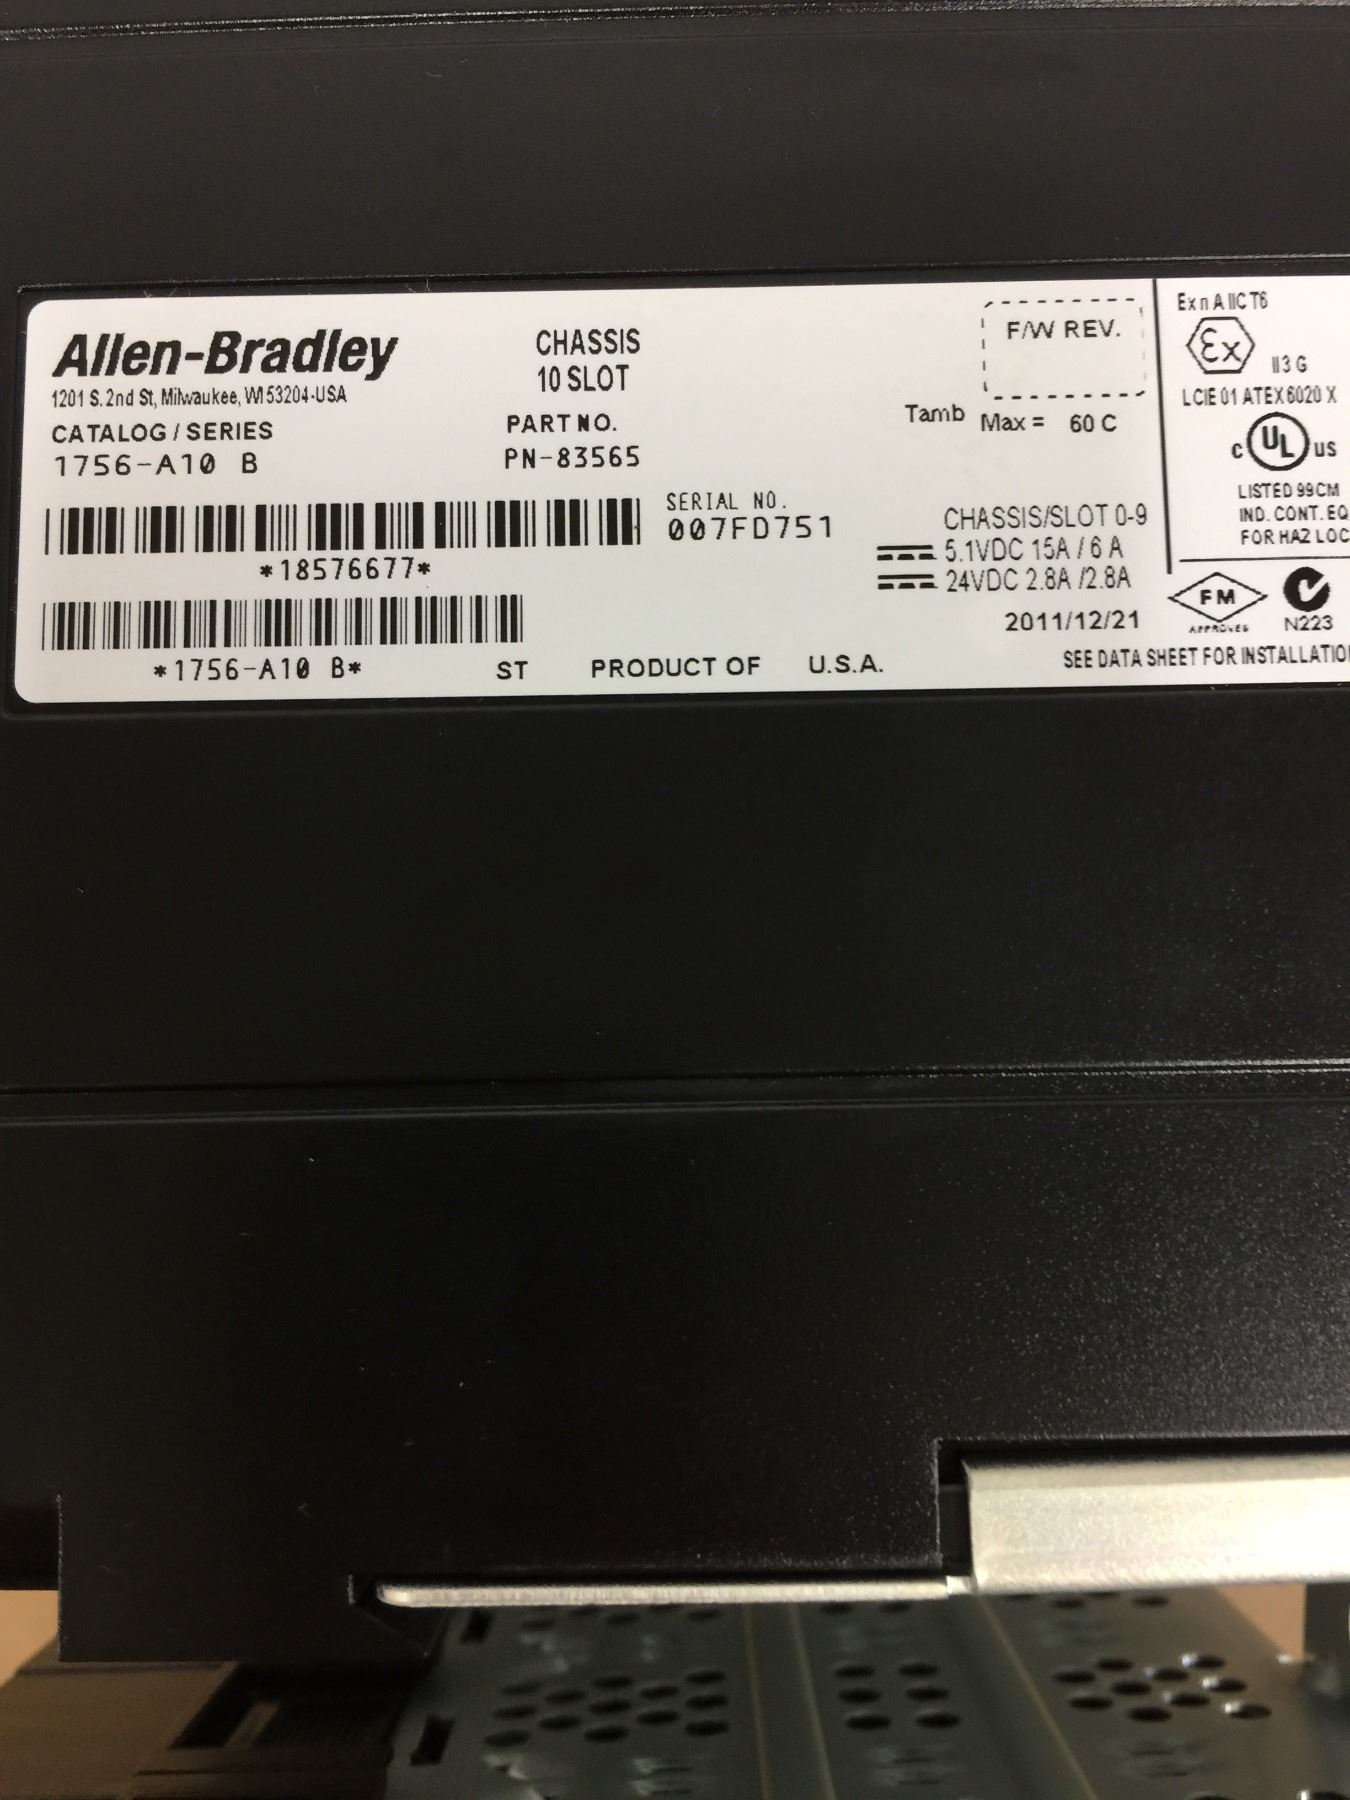 Allen-Bradley
1201 S. 2nd St, Milwaukee, WI 53204-USA
CATALOG / SERIES
1756-A10 B
CHASSIS
10 SLOT
PART NO.
PN-83565
*18576677*
SERIAL NO.
007FD751
*1756-A10 B*
ST PRODUCT OF U.S.A.
F/W REV.
Tamb Max = 60 C
CHASSIS/SLOT 0-9
5.1VDC 15A / 6 A
24VDC 2.8A /2.8A
2011/12/21
Ex n A IIC T6
Ex II 3 G
LCIE 01 ATEX 6020 X
C UL US
LISTED 99CM
IND. CONT. EQ
FOR HAZ LOC
FM
APPROVED
N223
SEE DATA SHEET FOR INSTALLATIO